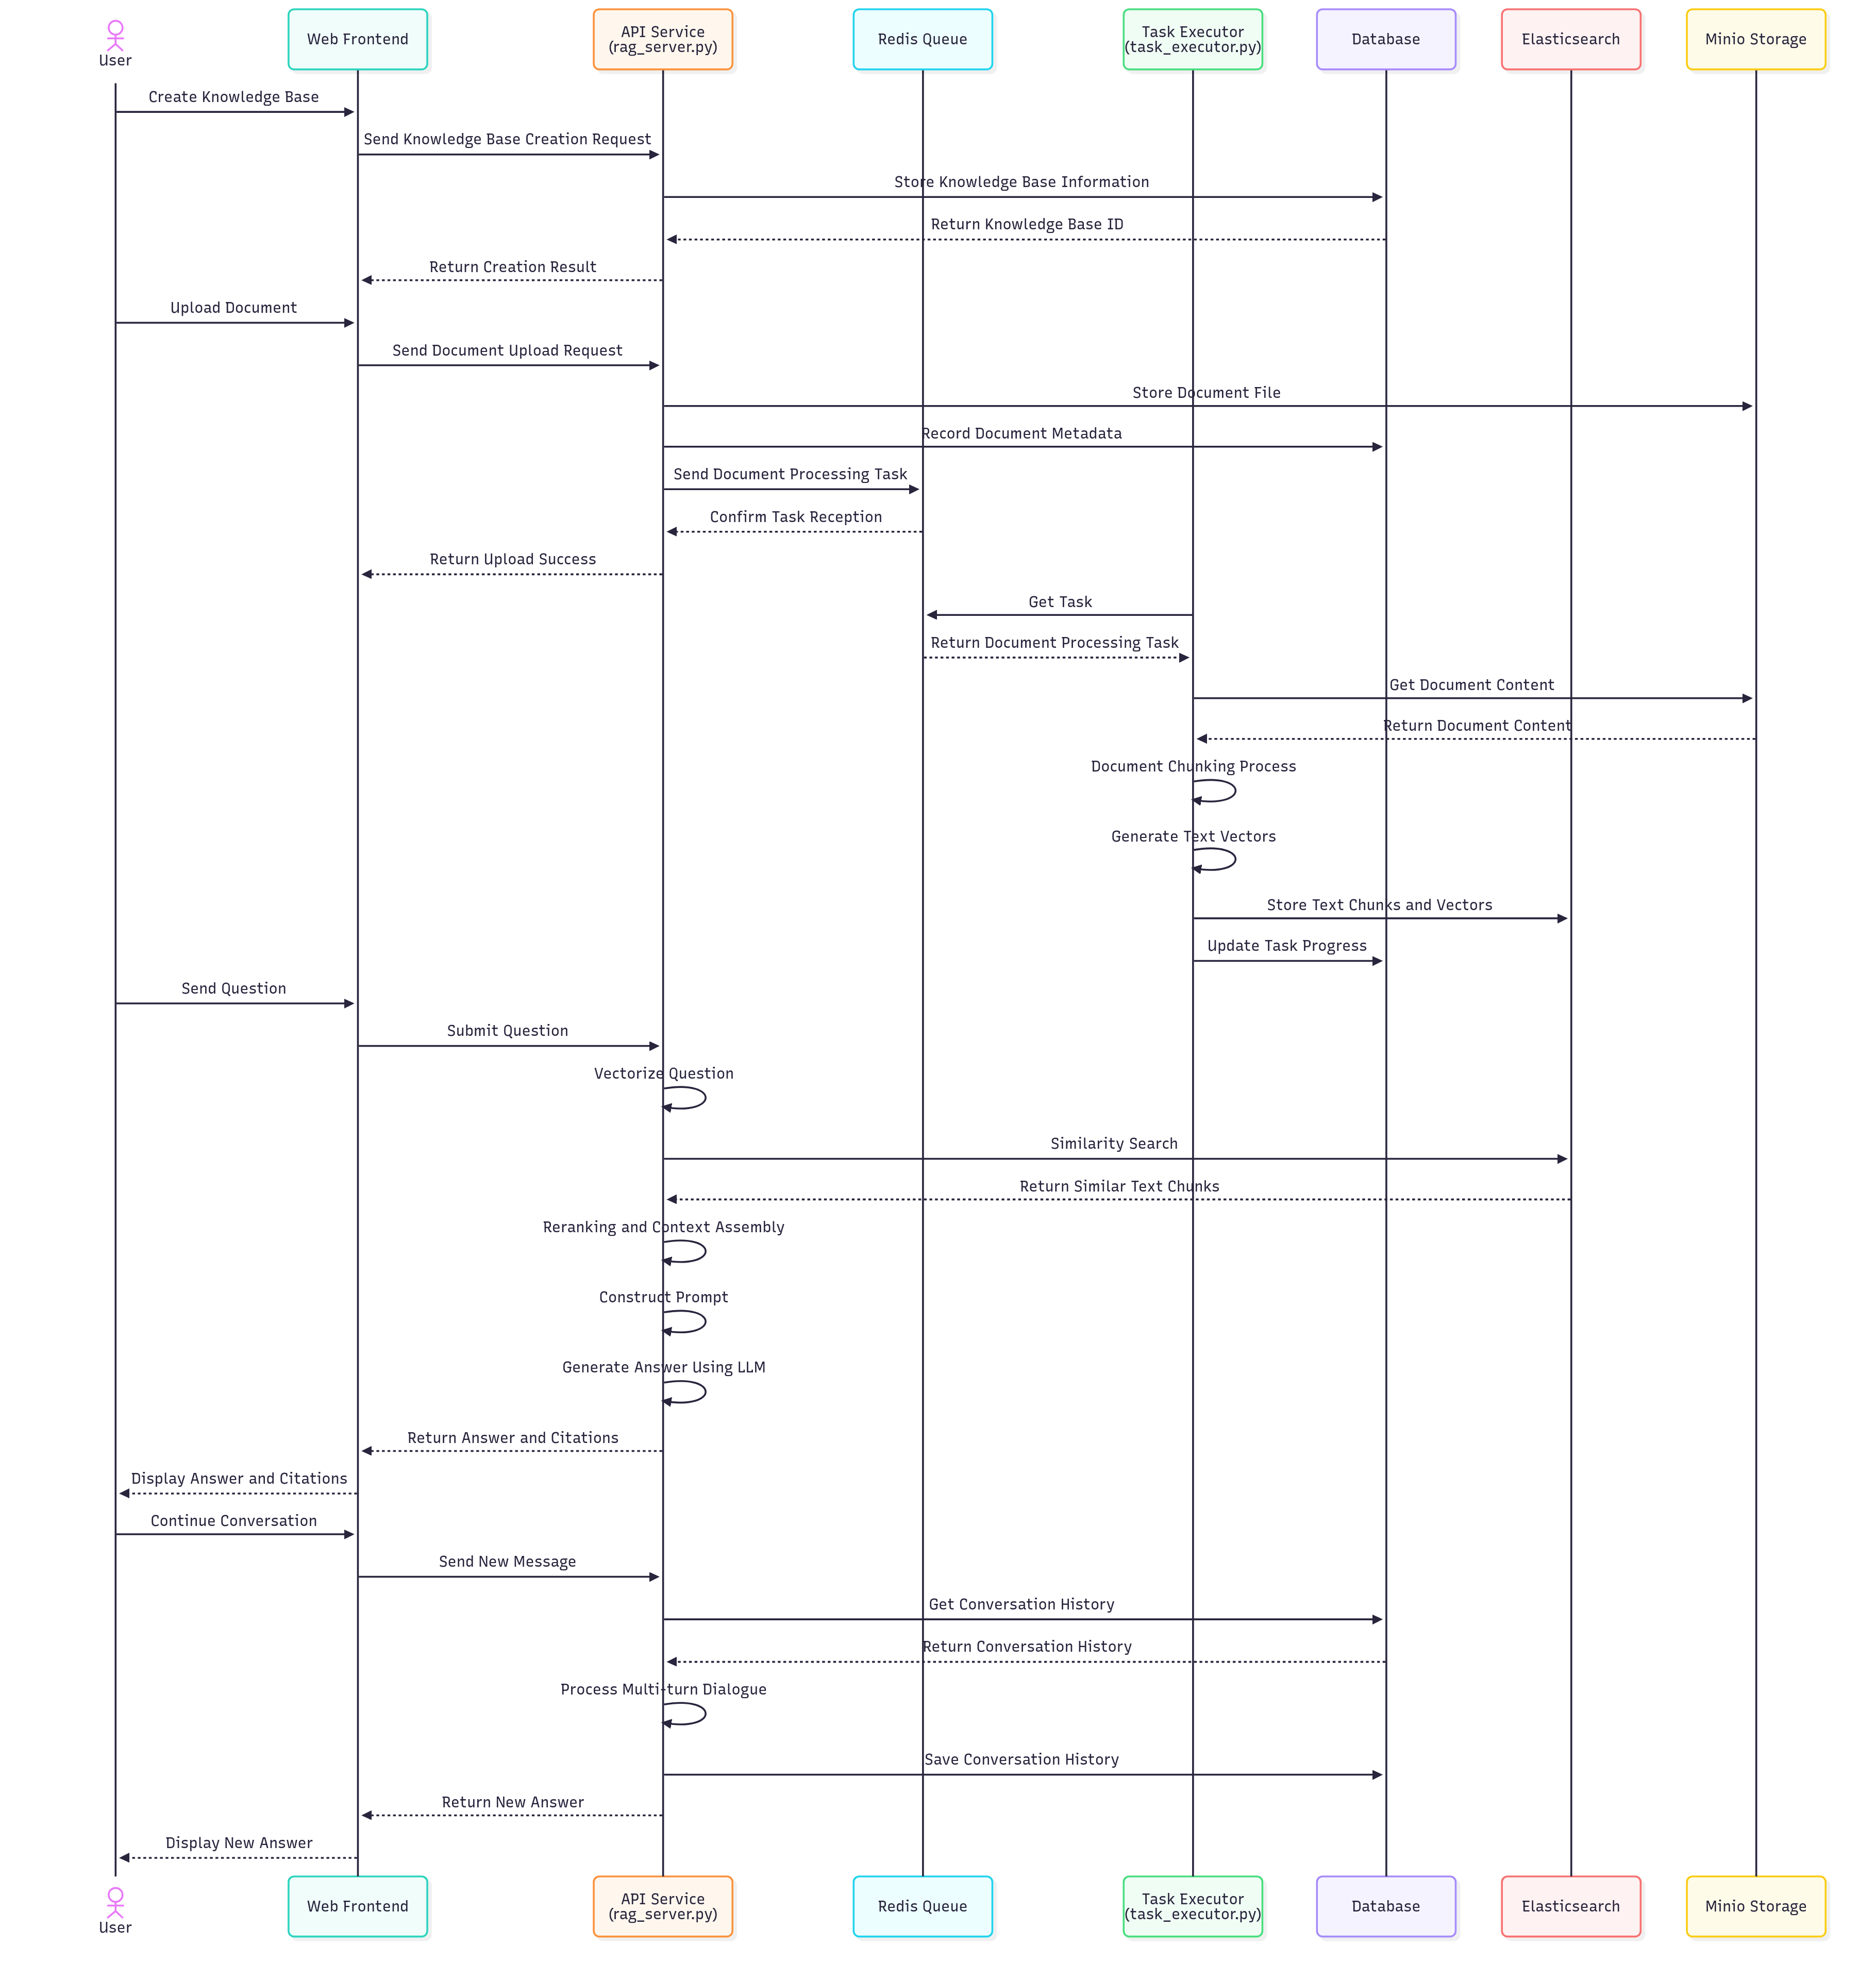 User
Web Frontend
API Service
(rag_server.py)
Redis Queue
Task Executor
(task_executor.py)
Database
Elasticsearch
Minio Storage
Create Knowledge Base
Send Knowledge Base Creation Request
Store Knowledge Base Information
Return Knowledge Base ID
Return Creation Result
Upload Document
Send Document Upload Request
Store Document File
Record Document Metadata
Send Document Processing Task
Confirm Task Reception
Return Upload Success
Get Task
Return Document Processing Task
Get Document Content
Return Document Content
Document Chunking Process
Generate Text Vectors
Store Text Chunks and Vectors
Update Task Progress
Send Question
Submit Question
Vectorize Question
Similarity Search
Return Similar Text Chunks
Reranking and Context Assembly
Construct Prompt
Generate Answer Using LLM
Return Answer and Citations
Display Answer and Citations
Continue Conversation
Send New Message
Get Conversation History
Return Conversation History
Process Multi-turn Dialogue
Save Conversation History
Return New Answer
Display New Answer
User
Web Frontend
API Service
(rag_server.py)
Redis Queue
Task Executor
(task_executor.py)
Database
Elasticsearch
Minio Storage